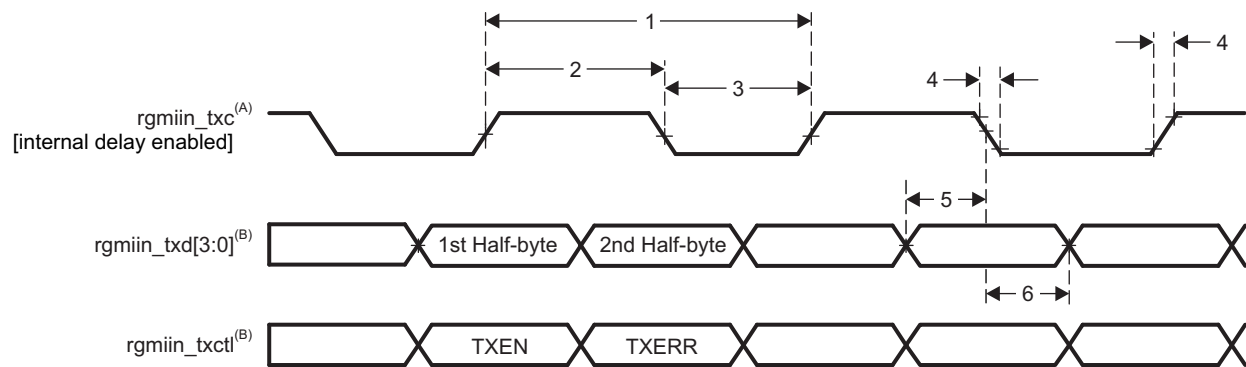 1
4
2
4
3
rgmiin_txc(A)
[internal delay enabled]
5
rgmiin_txd[3:0](B)
1st Half-byte 2nd Half-byte
6
rgmiin_txctl(B)
TXEN TXERR